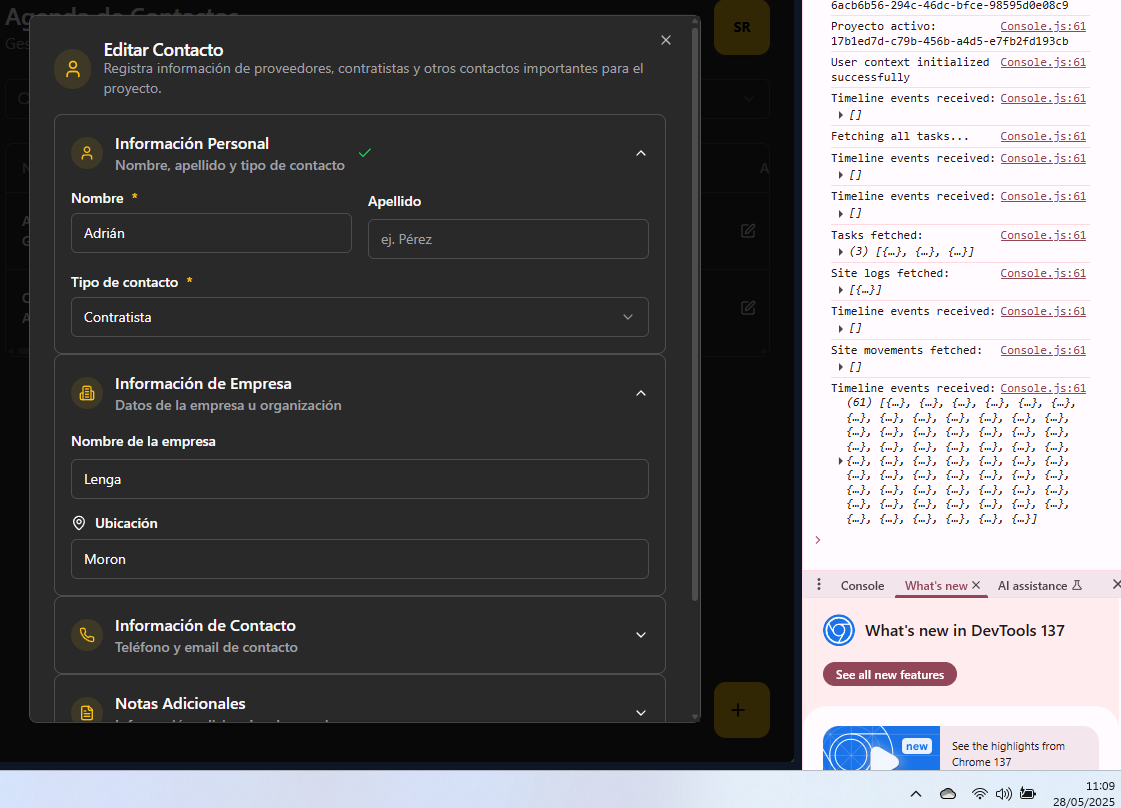 Agenda de Contactos
SR
Editar Contacto
Registra información de proveedores, contratistas y otros contactos importantes para el
proyecto.
Información Personal
Nombre, apellido y tipo de contacto
Nombre *
Adrián
Apellido
ej. Pérez
Tipo de contacto *
Contratista
Información de Empresa
Datos de la empresa u organización
Nombre de la empresa
Lenga
Ubicación
Moron
Información de Contacto
Teléfono y email de contacto
Notas Adicionales
6acb6b56-294c-46dc-bfce-98595d0e08c9
Proyecto activo: Console.js:61
17b1ed7d-c79b-456b-a4d5-e7fb2fd193cb
User context initialized Console.js:61
successfully
Timeline events received: Console.js:61
[]
Fetching all tasks... Console.js:61
Timeline events received: Console.js:61
[]
Timeline events received: Console.js:61
[]
Tasks fetched: Console.js:61
(3) [{…}, {…}, {…}]
Site logs fetched: Console.js:61
[{…}]
Timeline events received: Console.js:61
[]
Site movements fetched: Console.js:61
[]
Timeline events received: Console.js:61
(61) [{…}, {…}, {…}, {…}, {…}, {…},
{…}, {…}, {…}, {…}, {…}, {…}, {…},
{…}, {…}, {…}, {…}, {…}, {…}, {…},
{…}, {…}, {…}, {…}, {…}, {…}, {…},
{…}, {…}, {…}, {…}, {…}, {…}, {…},
{…}, {…}, {…}, {…}, {…}, {…}, {…},
{…}, {…}, {…}, {…}, {…}, {…}, {…},
{…}, {…}, {…}, {…}, {…}, {…}, {…},
{…}, {…}, {…}, {…}, {…}, {…}]
Console
What's new
AI assistance
What's new in DevTools 137
See all new features
new
See the highlights from
Chrome 137
11:09
28/05/2025